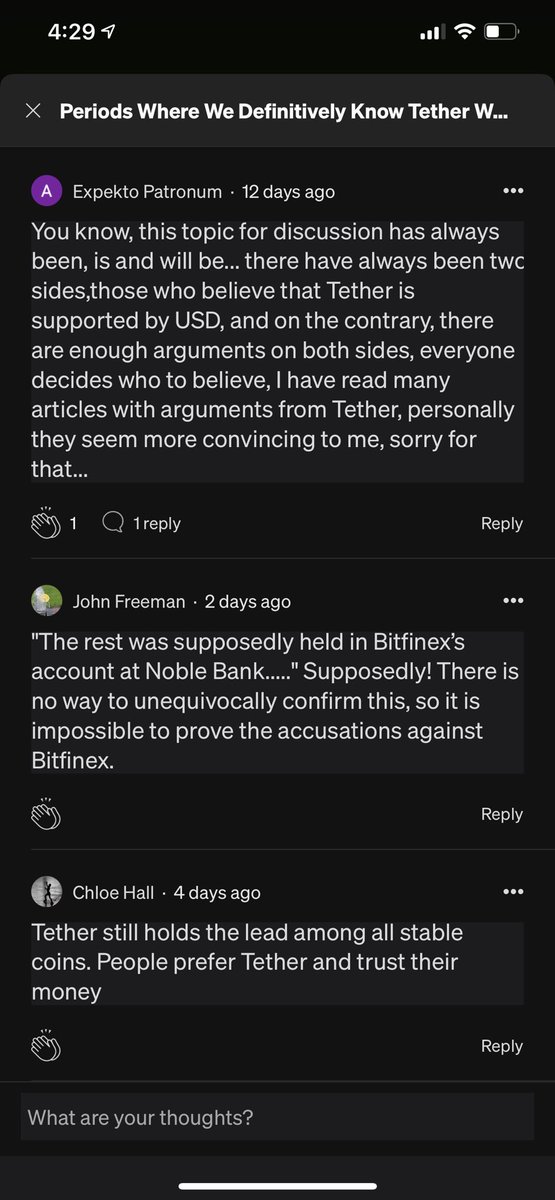 4:29
Periods Where We Definitively Know Tether W...
A Expekto Patronum · 12 days ago
You know, this topic for discussion has always
been, is and will be... there have always been two
sides,those who believe that Tether is
supported by USD, and on the contrary, there
are enough arguments on both sides, everyone
decides who to believe, I have read many
articles with arguments from Tether, personally
they seem more convincing to me, sorry for
that...
1 1 reply Reply
John Freeman · 2 days ago
"The rest was supposedly held in Bitfinex’s
account at Noble Bank....." Supposedly! There is
no way to unequivocally confirm this, so it is
impossible to prove the accusations against
Bitfinex.
Reply
Chloe Hall · 4 days ago
Tether still holds the lead among all stable
coins. People prefer Tether and trust their
money
Reply
What are your thoughts?